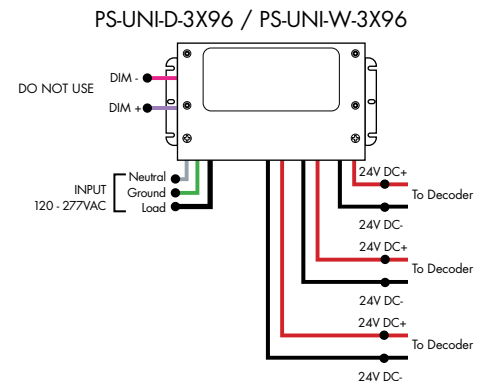 PS-UNI-D-3X96 / PS-UNI-W-3X96
DO NOT USE
DIM -
DIM +
INPUT
120 - 277VAC
Neutral
Ground
Load
24V DC+
To Decoder
24V DC-
24V DC+
To Decoder
24V DC-
24V DC+
To Decoder
24V DC-